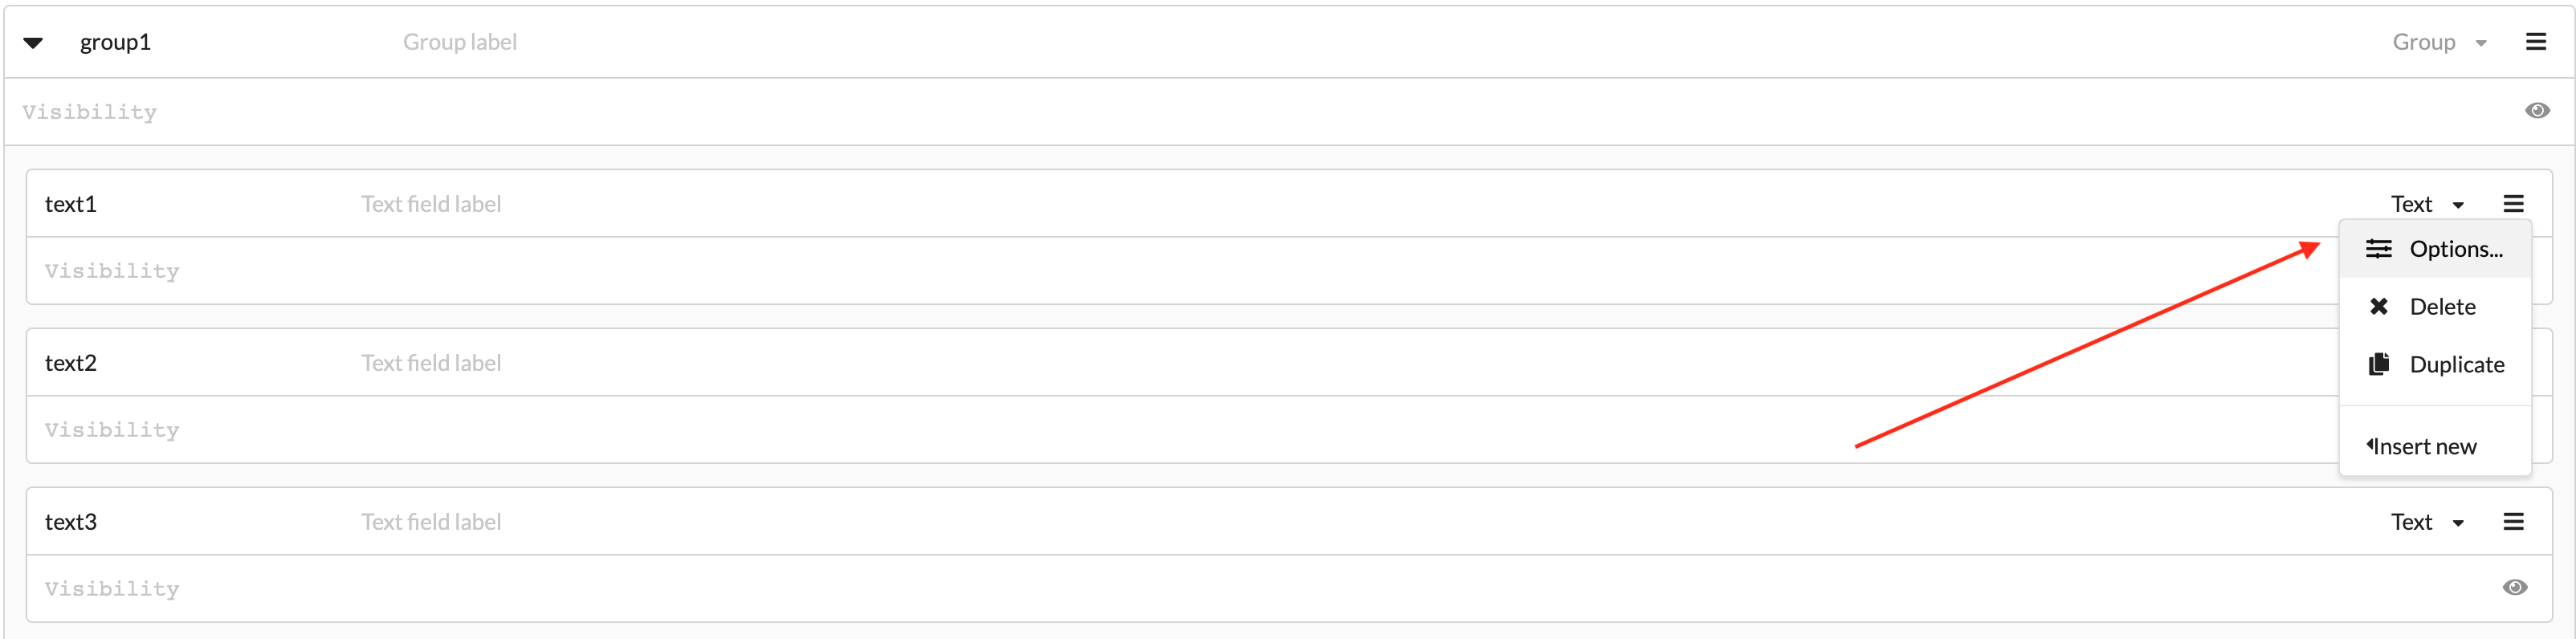 group1 Group label Group
Visibility
text1 Text field label Text
Visibility
Options...
Delete
Duplicate
Insert new
text2 Text field label
Visibility
text3 Text field label Text
Visibility